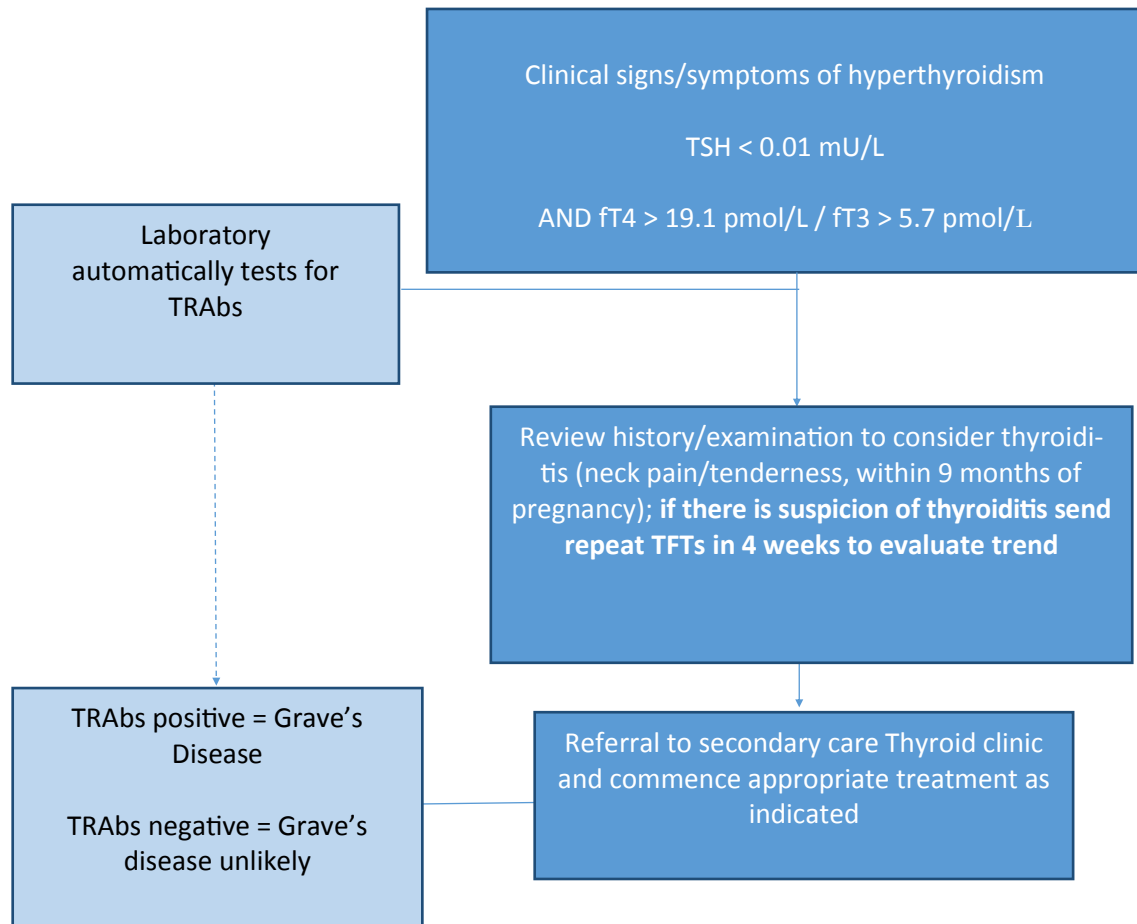 Clinical signs/symptoms of hyperthyroidism
TSH < 0.01 mU/L
AND fT4 > 19.1 pmol/L / fT3 > 5.7 pmol/L
Laboratory
automatically tests for
TRAbs
Review history/examination to consider thyroidi-
tis (neck pain/tenderness, within 9 months of
pregnancy); if there is suspicion of thyroiditis send
repeat TFTs in 4 weeks to evaluate trend
TRAbs positive = Grave’s
Disease
TRAbs negative = Grave’s
disease unlikely
Referral to secondary care Thyroid clinic
and commence appropriate treatment as
indicated